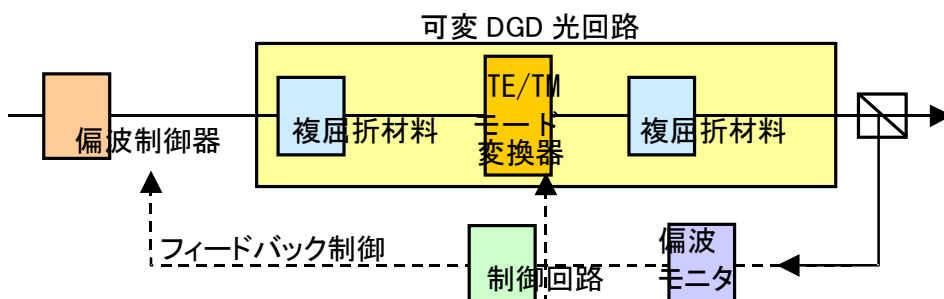 可変 DGD 光回路
TE/TM
モード
変換器
複屈折材料
複屈折材料
偏波制御器
フィードバック制御
制御回路
偏波
モニタ